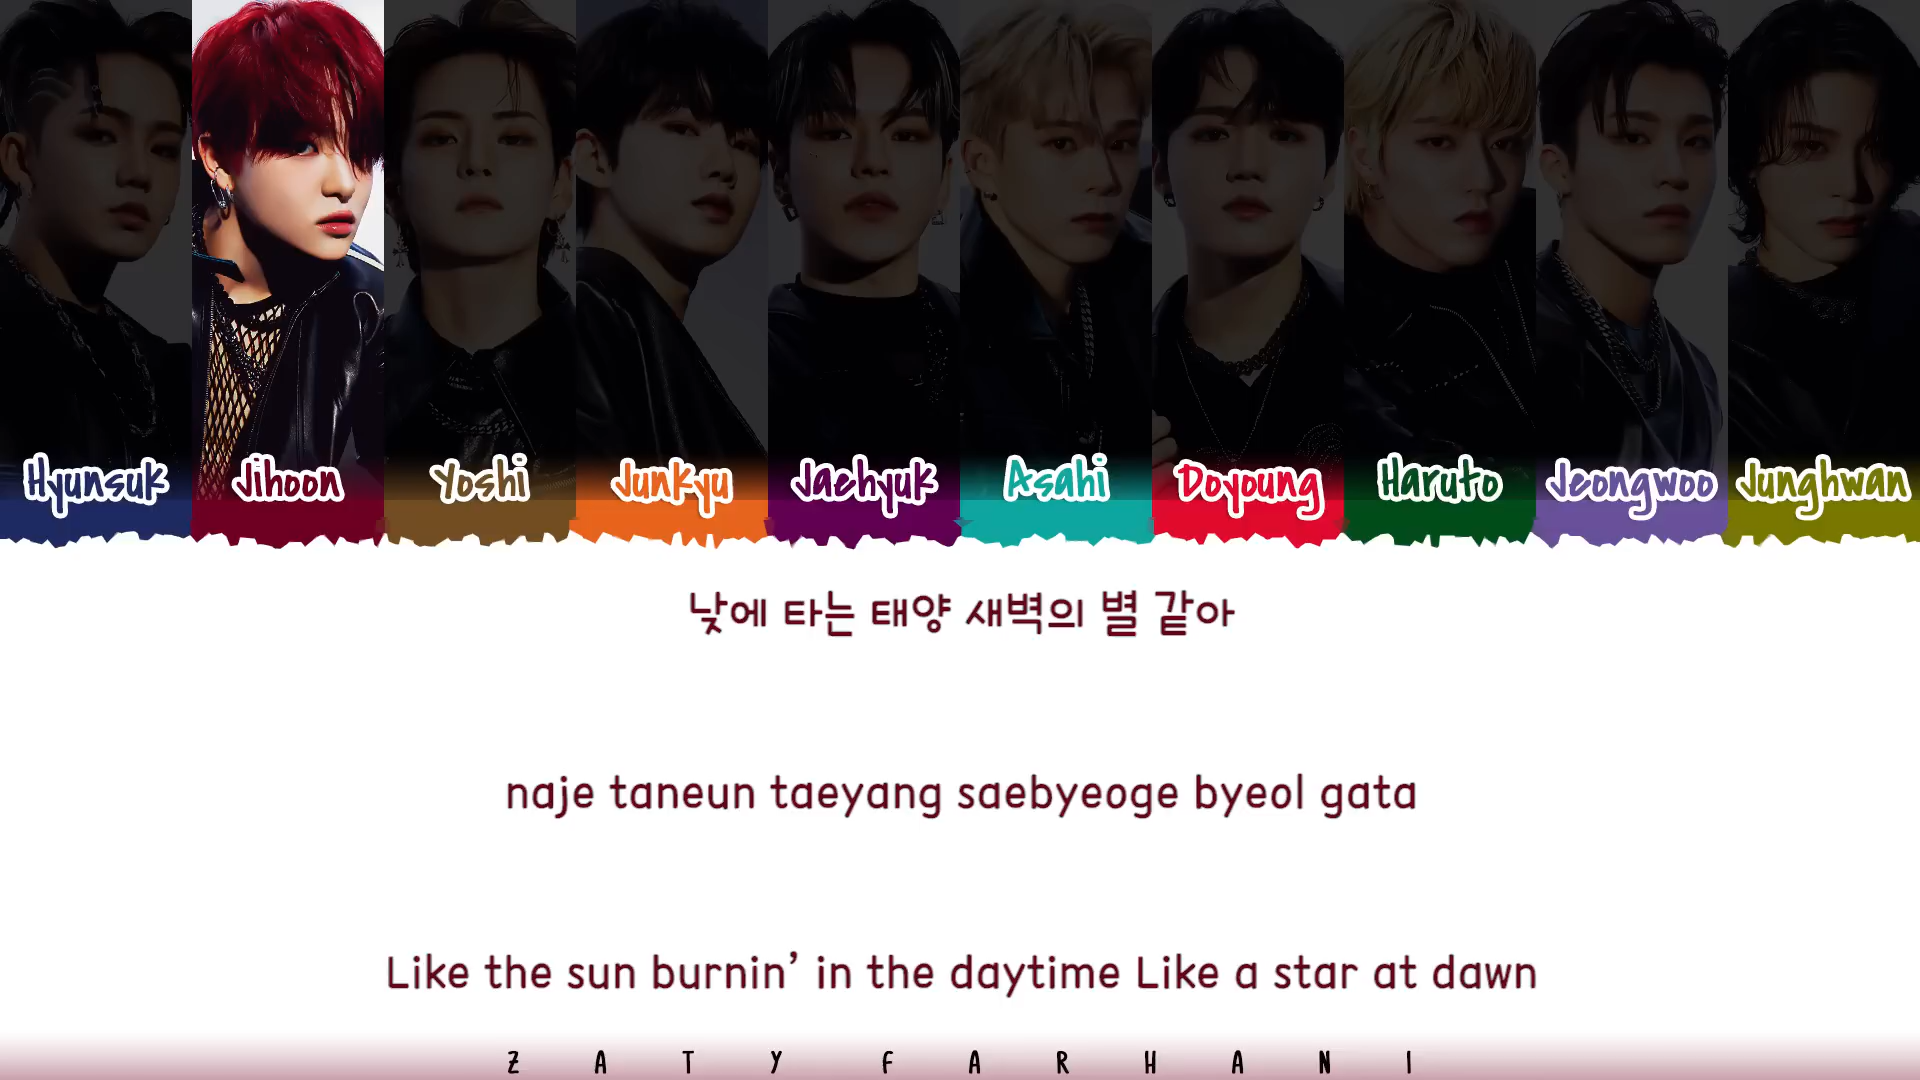 Hyunsuk Jihoon Yoshi Junkyu Jaehyuk Asahi Doyoung Haruto Jeongwoo Junghwan
낮에 타는 태양 새벽의 별 같아
naje taneun taeyang saebyeoge byeol gata
Like the sun burnin’ in the daytime Like a star at dawn
ZATY FARHANI